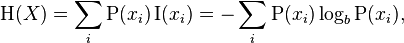 H(X) = ∑_i P(x_i) I(x_i) = − ∑_i P(x_i) log_b P(x_i),